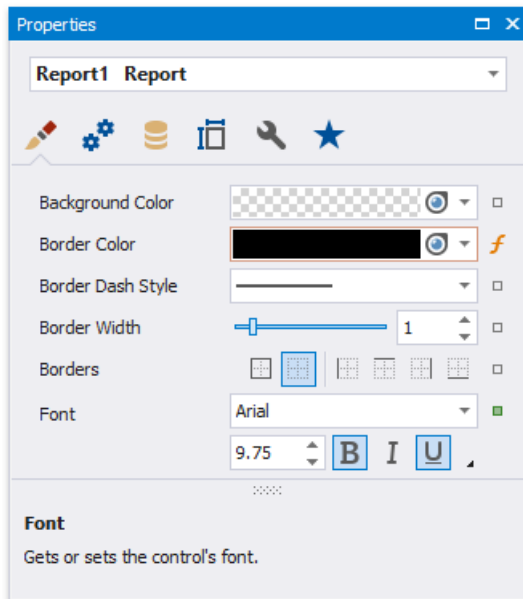 Properties
Report1 Report
Background Color
Border Color
f
Border Dash Style
Border Width
1
Borders
Font
Arial
9.75
B I U
Font
Gets or sets the control's font.